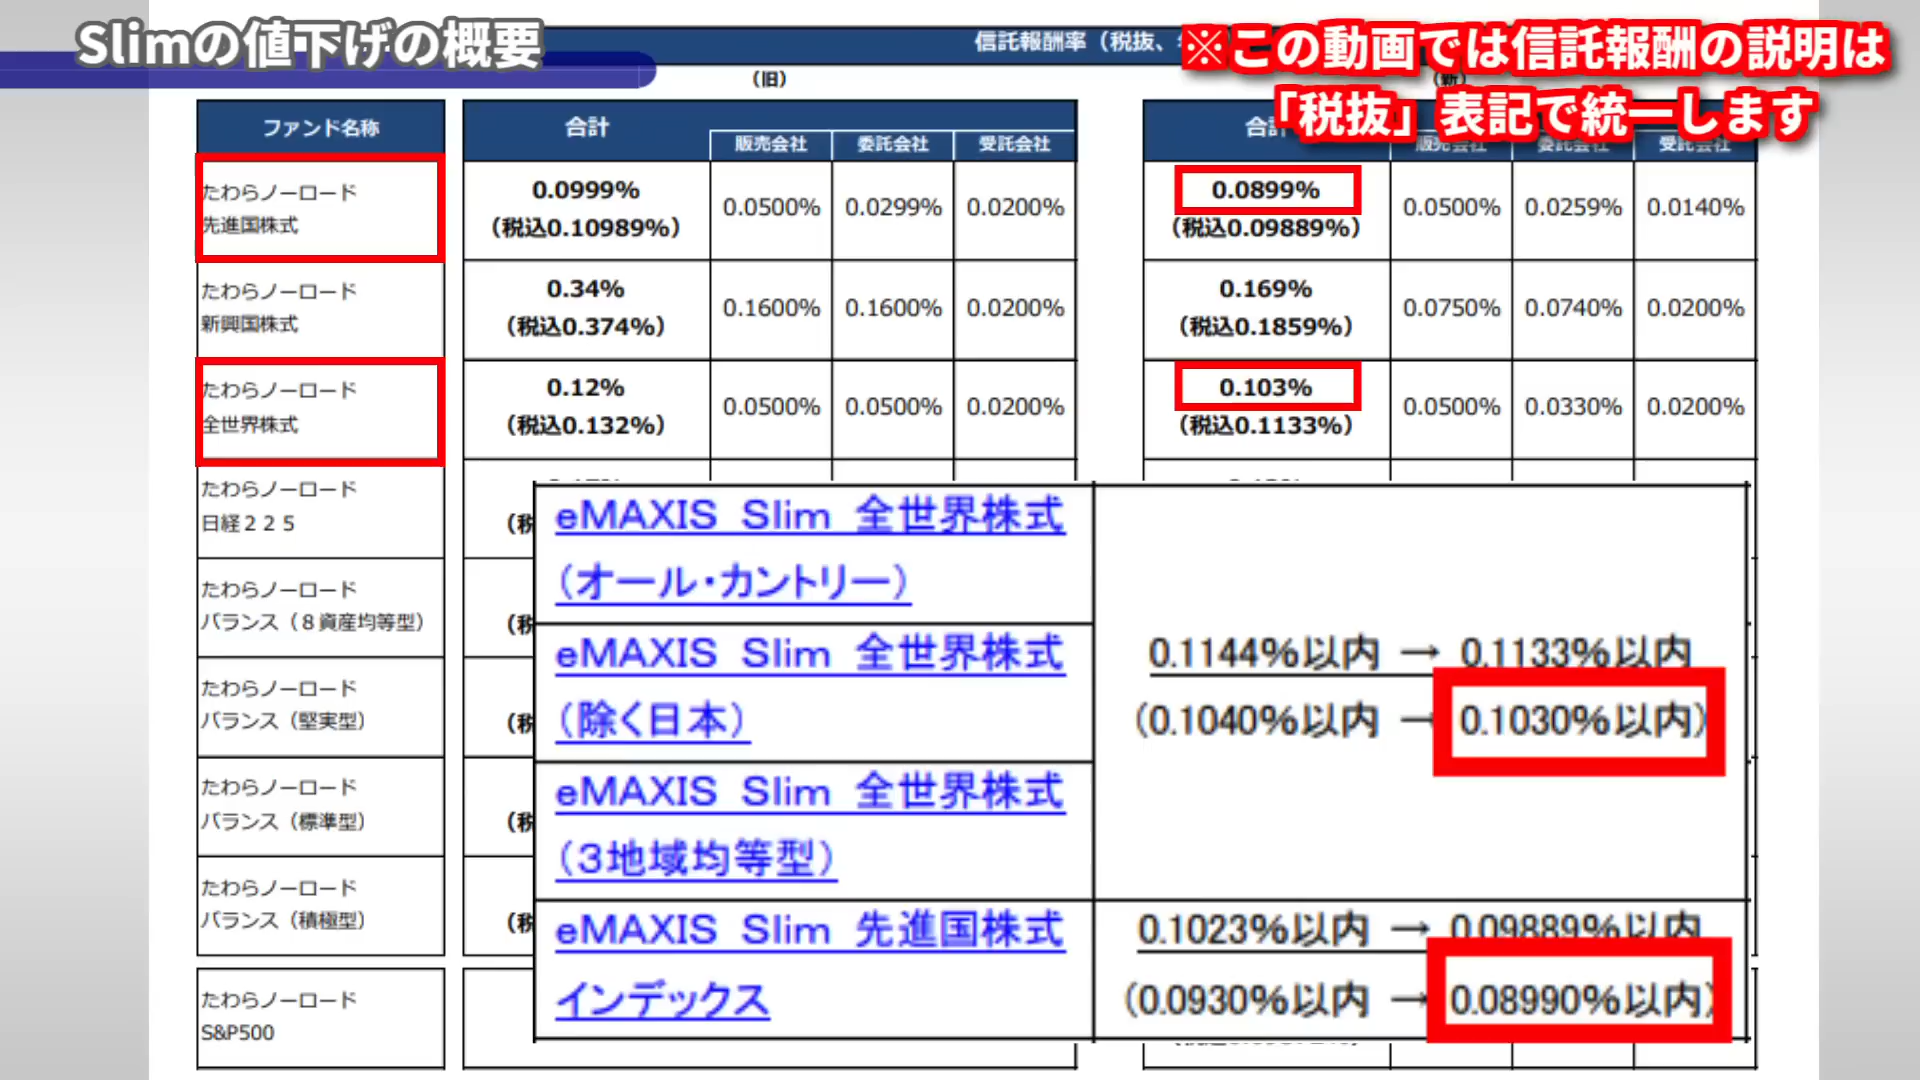 Slimの値下げの概要
※この動画では信託報酬の説明は
「税抜」表記で統一します
信託報酬率（税抜、
（旧）
（新）
ファンド名称
合計
販売会社 委託会社 受託会社
合計
販売会社 委託会社 受託会社
たわらノーロード
先進国株式
0.0999%
（税込0.10989%）
0.0500% 0.0299% 0.0200%
0.0899%
（税込0.09889%）
0.0500% 0.0259% 0.0140%
たわらノーロード
新興国株式
0.34%
（税込0.374%）
0.1600% 0.1600% 0.0200%
0.169%
（税込0.1859%）
0.0750% 0.0740% 0.0200%
たわらノーロード
全世界株式
0.12%
（税込0.132%）
0.0500% 0.0500% 0.0200%
0.103%
（税込0.1133%）
0.0500% 0.0330% 0.0200%
たわらノーロード
日経２２５
（税
たわらノーロード
バランス（８資産均等型）
（税
たわらノーロード
バランス（堅実型）
（税
たわらノーロード
バランス（標準型）
（税
たわらノーロード
バランス（積極型）
（税
たわらノーロード
S&P500
eMAXIS Slim 全世界株式
（オール・カントリー）
eMAXIS Slim 全世界株式
（除く日本）
eMAXIS Slim 全世界株式
（３地域均等型）
0.1144%以内 → 0.1133%以内
（0.1040%以内 → 0.1030%以内）
eMAXIS Slim 先進国株式
インデックス
0.1023%以内 → 0.09889%以内
（0.0930%以内 → 0.08990%以内）